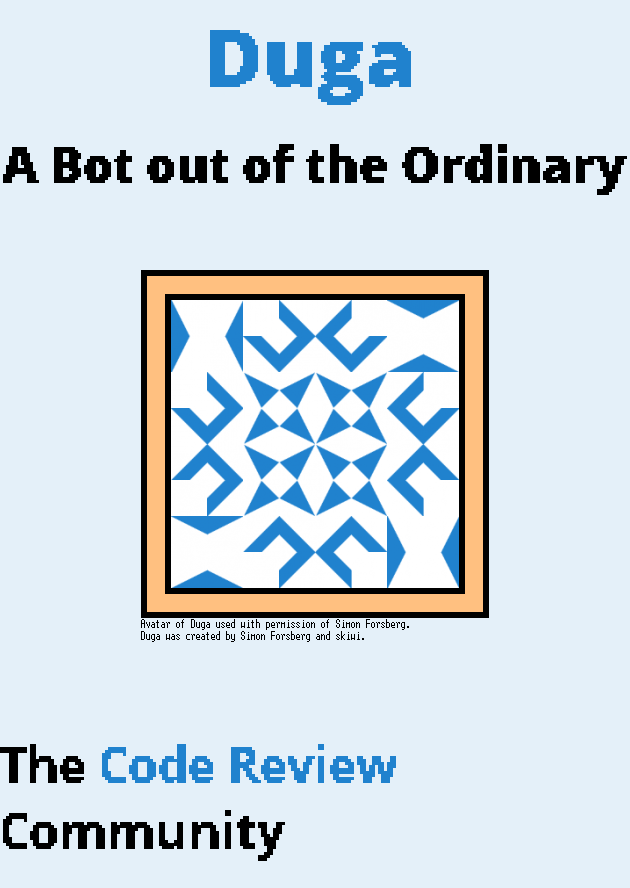 Duga
A Bot out of the Ordinary
Avatar of Duga used with permission of Simon Forsberg.
Duga was created by Simon Forsberg and skiwi.
The Code Review
Community